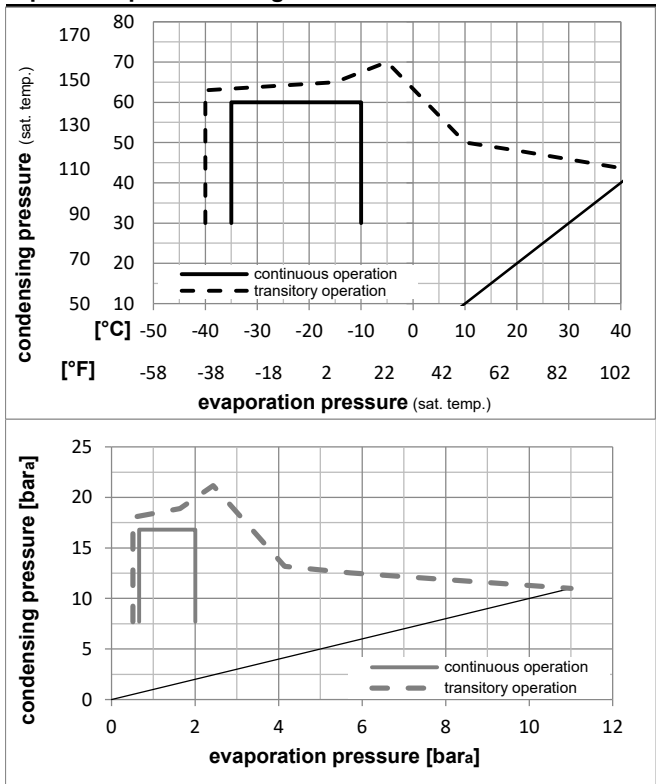 170 80
70
150 60
130 50
110 40
90 30
70 20
50 10
condensing pressure (sat. temp.)
continuous operation
transitory operation
[°C] -50 -40 -30 -20 -10 0 10 20 30 40
[°F] -58 -38 -18 2 22 42 62 82 102
evaporation pressure (sat. temp.)
25
20
15
10
5
0
condensing pressure [bara]
continuous operation
transitory operation
0 2 4 6 8 10 12
evaporation pressure [bara]